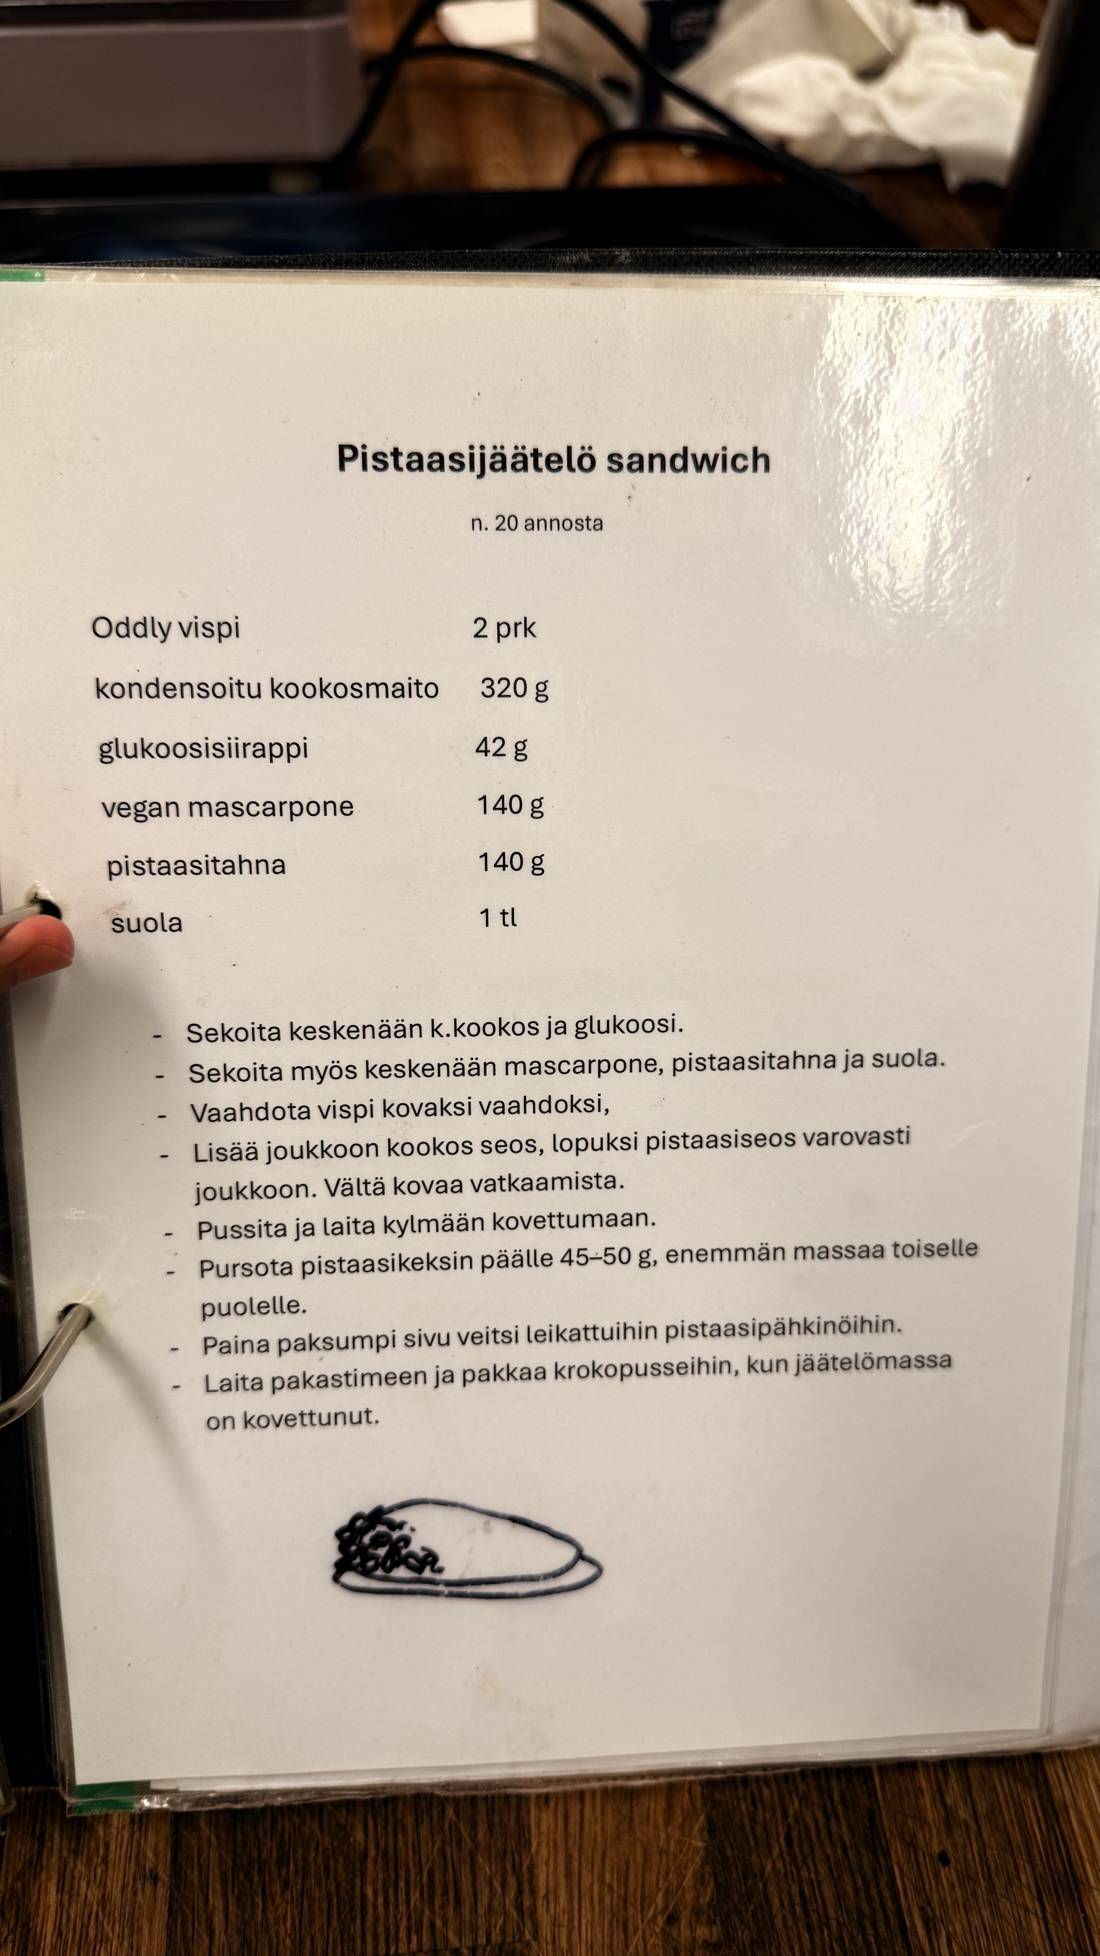 Pistaasijäätelö sandwich
n. 20 annosta
Oddly vispi 2 prk
kondensoitu kookosmaito 320 g
glukoosisiirappi 42 g
vegan mascarpone 140 g
pistaasitahna 140 g
suola 1 tl
- Sekoita keskenään k.kookos ja glukoosi.
- Sekoita myös keskenään mascarpone, pistaasitahna ja suola.
- Vaahdota vispi kovaksi vaahdoksi,
- Lisää joukkoon kookos seos, lopuksi pistaasiseos varovasti
joukkoon. Vältä kovaa vatkaamista.
- Pussita ja laita kylmään kovettumaan.
- Pursota pistaasikeksin päälle 45–50 g, enemmän massaa toiselle
puolelle.
- Paina paksumpi sivu veitsi leikattuihin pistaasipähkinöihin.
- Laita pakastimeen ja pakkaa krokopusseihin, kun jäätelömassa
on kovettunut.